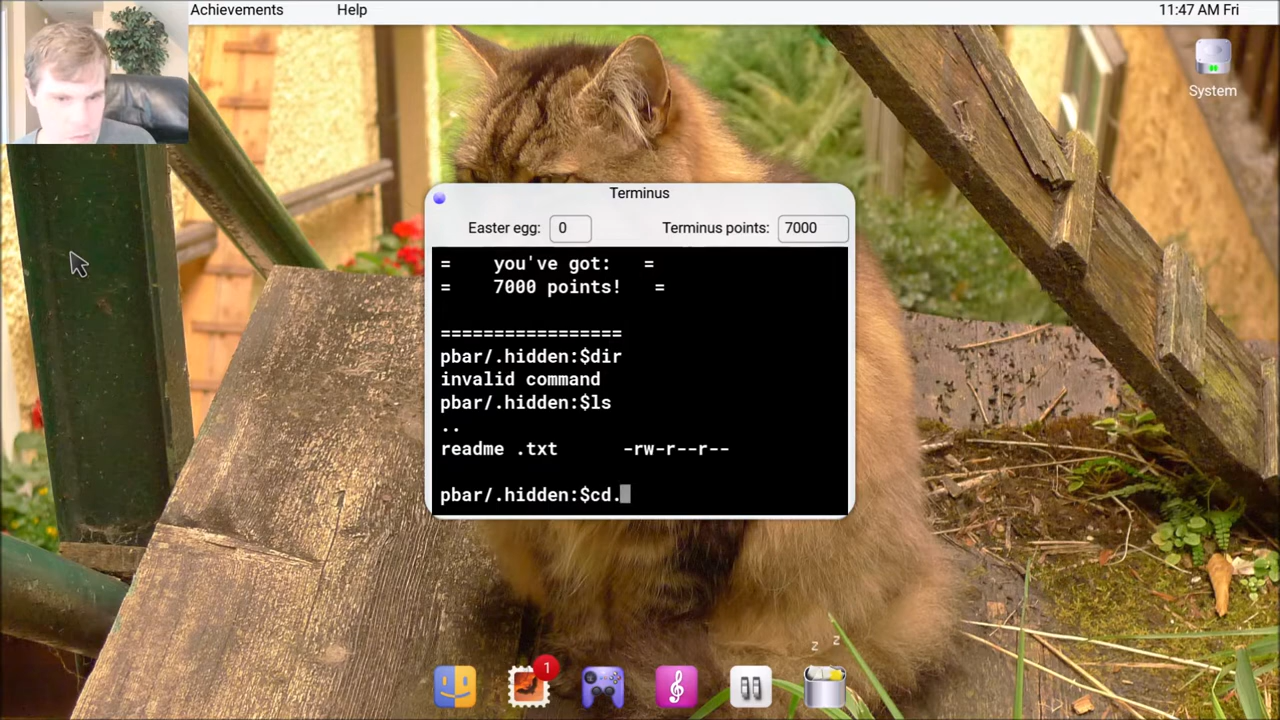 Achievements Help 11:47 AM Fri
System
Terminus
Easter egg: 0 Terminus points: 7000
= you've got: =
= 7000 points! =
=================
pbar/.hidden:$dir
invalid command
pbar/.hidden:$ls
..
readme .txt -rw-r--r--
pbar/.hidden:$cd.
z z
1